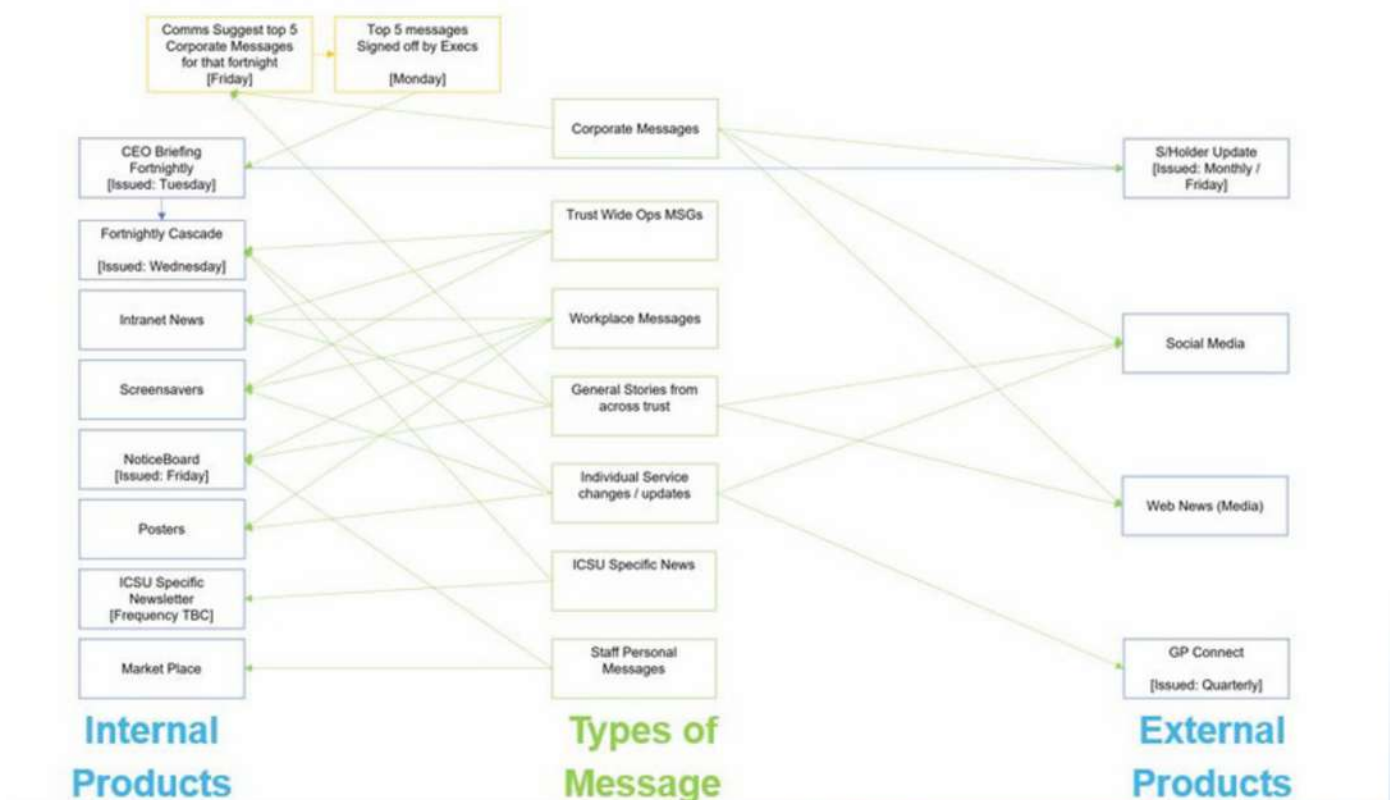 Comms Suggest top 5
Corporate Messages
for that fortnight
[Friday]
Top 5 messages
Signed off by Execs
[Monday]
CEO Briefing
Fortnightly
[Issued: Tuesday]
Fortnightly Cascade
[Issued: Wednesday]
Intranet News
Screensavers
NoticeBoard
[Issued: Friday]
Posters
ICSU Specific
Newsletter
[Frequency TBC]
Market Place
Internal
Products
Corporate Messages
Trust Wide Ops MSGs
Workplace Messages
General Stories from
across trust
Individual Service
changes / updates
ICSU Specific News
Staff Personal
Messages
Types of
Message
S/Holder Update
[Issued: Monthly /
Friday]
Social Media
Web News (Media)
GP Connect
[Issued: Quarterly]
External
Products